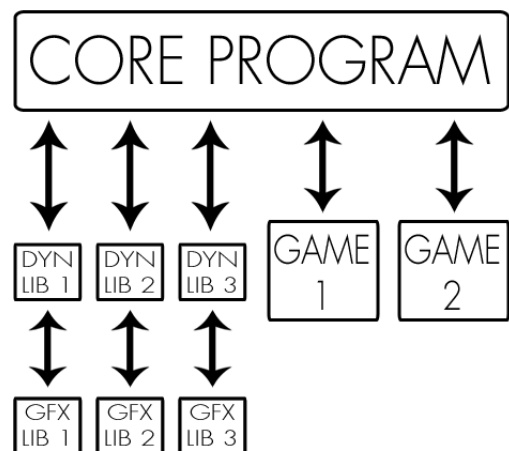 CORE PROGRAM
DYN
LIB 1
DYN
LIB 2
DYN
LIB 3
GAME
1
GAME
2
GFX
LIB 1
GFX
LIB 2
GFX
LIB 3